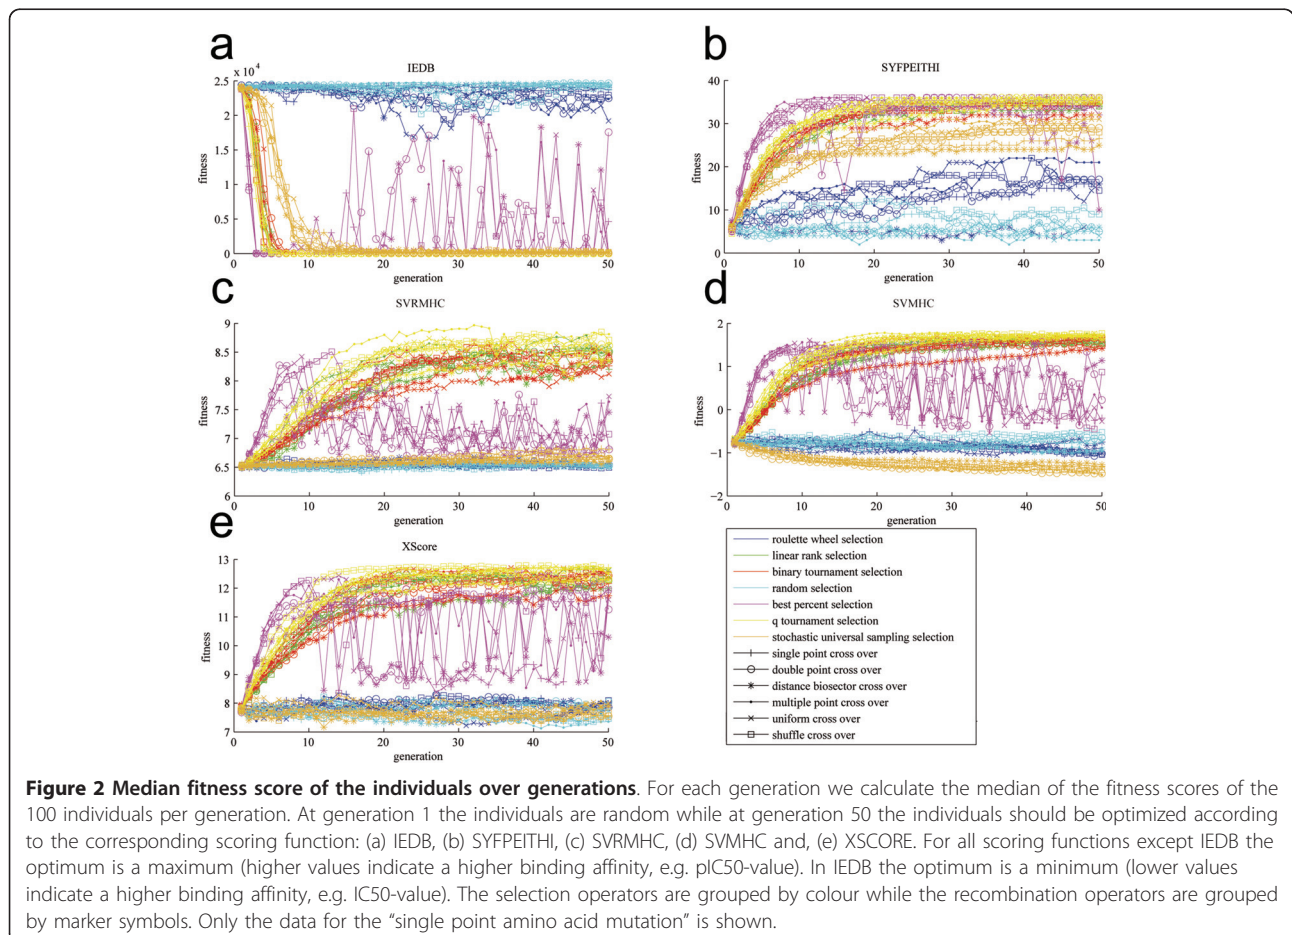 a
x 10^4
IEDB
2.5
2
1.5
1
0.5
0
fitness
0 10 20 30 40 50
generation
b
SYFPEITHI
40
30
20
10
0
fitness
0 10 20 30 40 50
generation
c
SVRMHC
9
8.5
8
7.5
7
6.5
6
fitness
0 10 20 30 40 50
generation
d
SVMHC
2
1
0
−1
−2
fitness
0 10 20 30 40 50
generation
e
XScore
13
12
11
10
9
8
7
fitness
0 10 20 30 40 50
generation
roulette wheel selection
linear rank selection
binary tournament selection
random selection
best percent selection
q tournament selection
stochastic universal sampling selection
single point cross over
double point cross over
distance biosector cross over
multiple point cross over
uniform cross over
shuffle cross over
Figure 2 Median fitness score of the individuals over generations. For each generation we calculate the median of the fitness scores of the
100 individuals per generation. At generation 1 the individuals are random while at generation 50 the individuals should be optimized according
to the corresponding scoring function: (a) IEDB, (b) SYFPEITHI, (c) SVRMHC, (d) SVMHC and, (e) XSCORE. For all scoring functions except IEDB the
optimum is a maximum (higher values indicate a higher binding affinity, e.g. pIC50-value). In IEDB the optimum is a minimum (lower values
indicate a higher binding affinity, e.g. IC50-value). The selection operators are grouped by colour while the recombination operators are grouped
by marker symbols. Only the data for the “single point amino acid mutation” is shown.